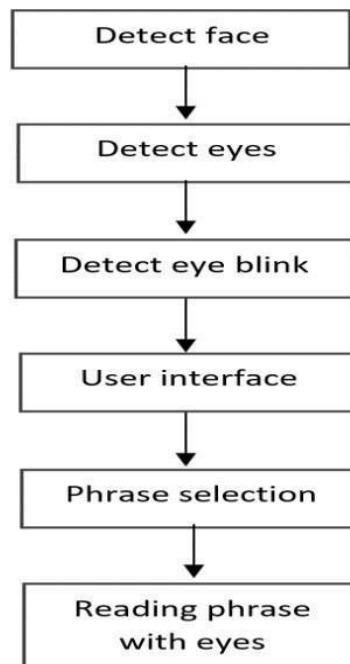 Detect face
Detect eyes
Detect eye blink
User interface
Phrase selection
Reading phrase
with eyes